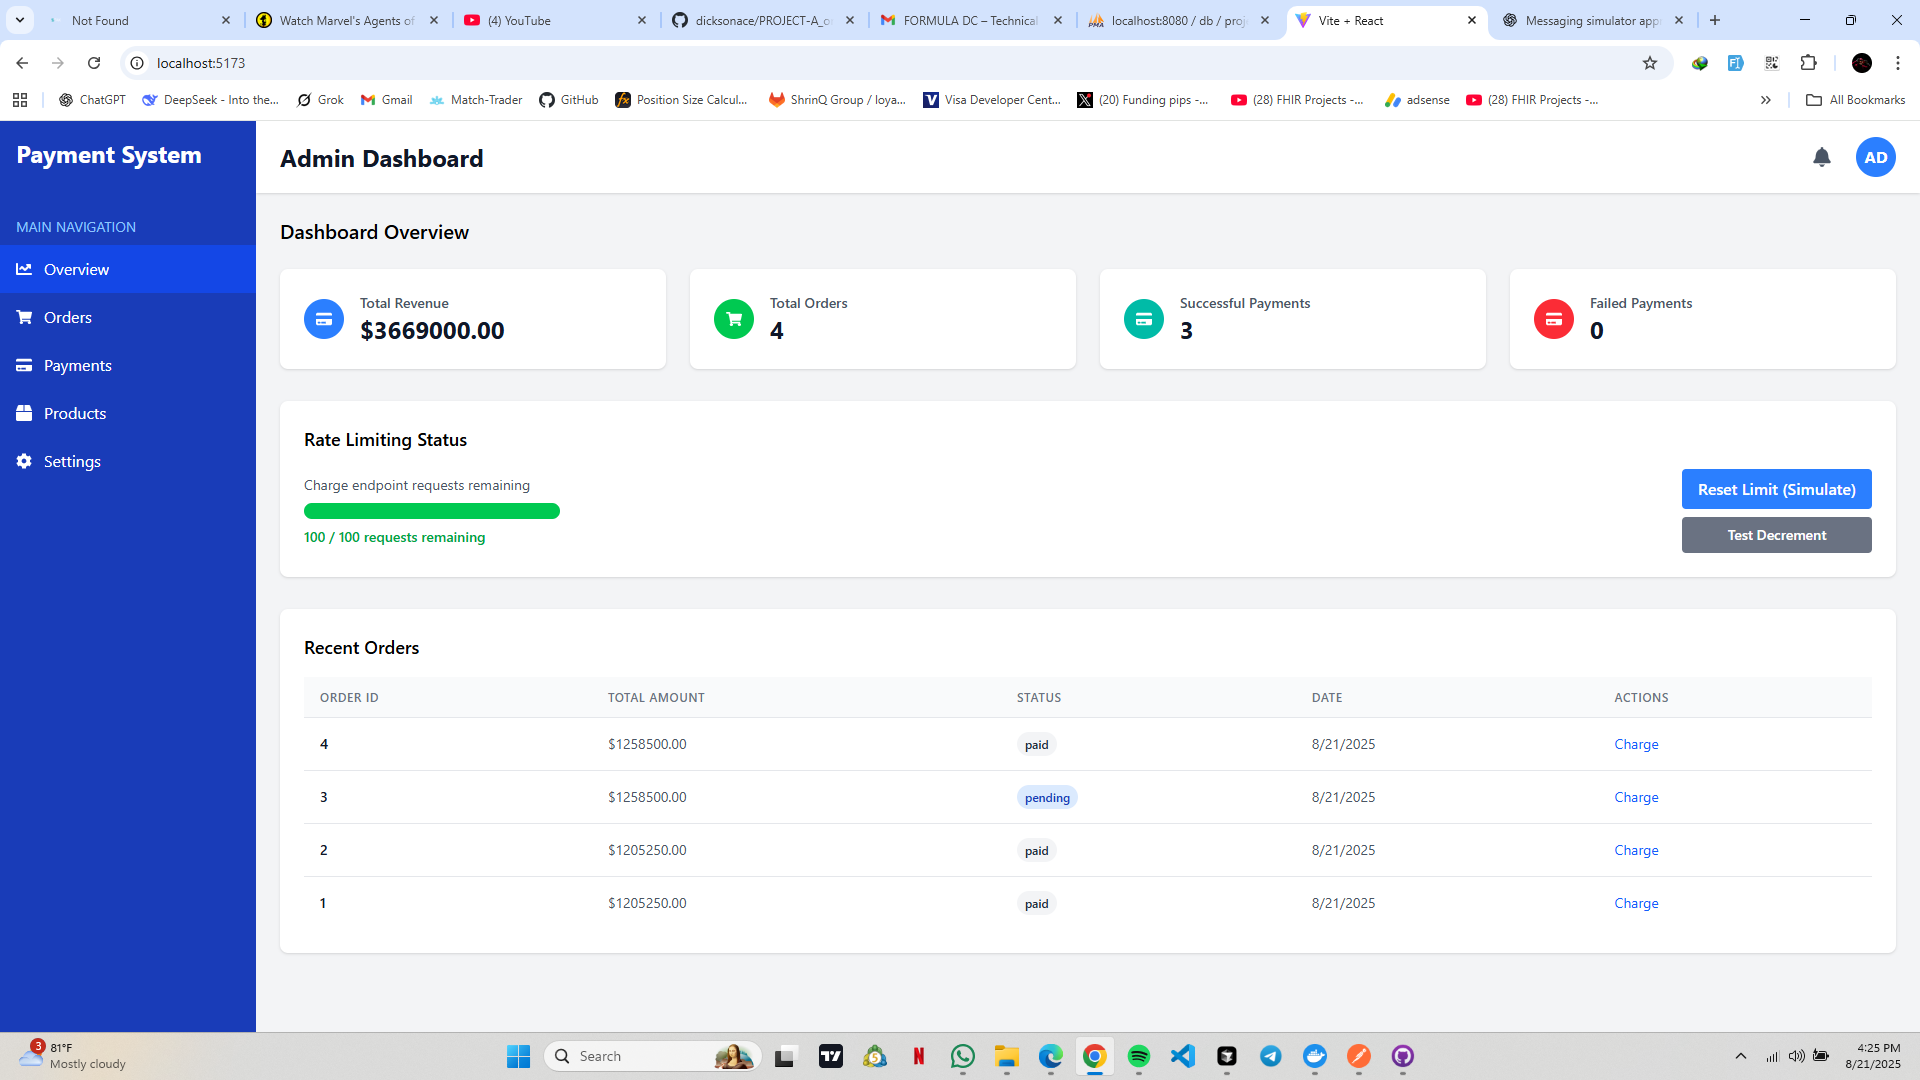 Not Found
Watch Marvel's Agents of
(4) YouTube
dicksonace/PROJECT-A_o
FORMULA DC – Technical
localhost:8080 / db / proj
Vite + React
Messaging simulator app
localhost:5173
ChatGPT
DeepSeek - Into the...
Grok
Gmail
Match-Trader
GitHub
Position Size Calcul...
ShrinQ Group / loya...
Visa Developer Cent...
(20) Funding pips -...
(28) FHIR Projects -...
adsense
(28) FHIR Projects -...
All Bookmarks
Payment System
MAIN NAVIGATION
Overview
Orders
Payments
Products
Settings
Admin Dashboard
AD
Dashboard Overview
Total Revenue
$3669000.00
Total Orders
4
Successful Payments
3
Failed Payments
0
Rate Limiting Status
Charge endpoint requests remaining
100 / 100 requests remaining
Reset Limit (Simulate)
Test Decrement
Recent Orders
ORDER ID TOTAL AMOUNT STATUS DATE ACTIONS
4 $1258500.00 paid 8/21/2025 Charge
3 $1258500.00 pending 8/21/2025 Charge
2 $1205250.00 paid 8/21/2025 Charge
1 $1205250.00 paid 8/21/2025 Charge
3
81°F
Mostly cloudy
Search
4:25 PM
8/21/2025